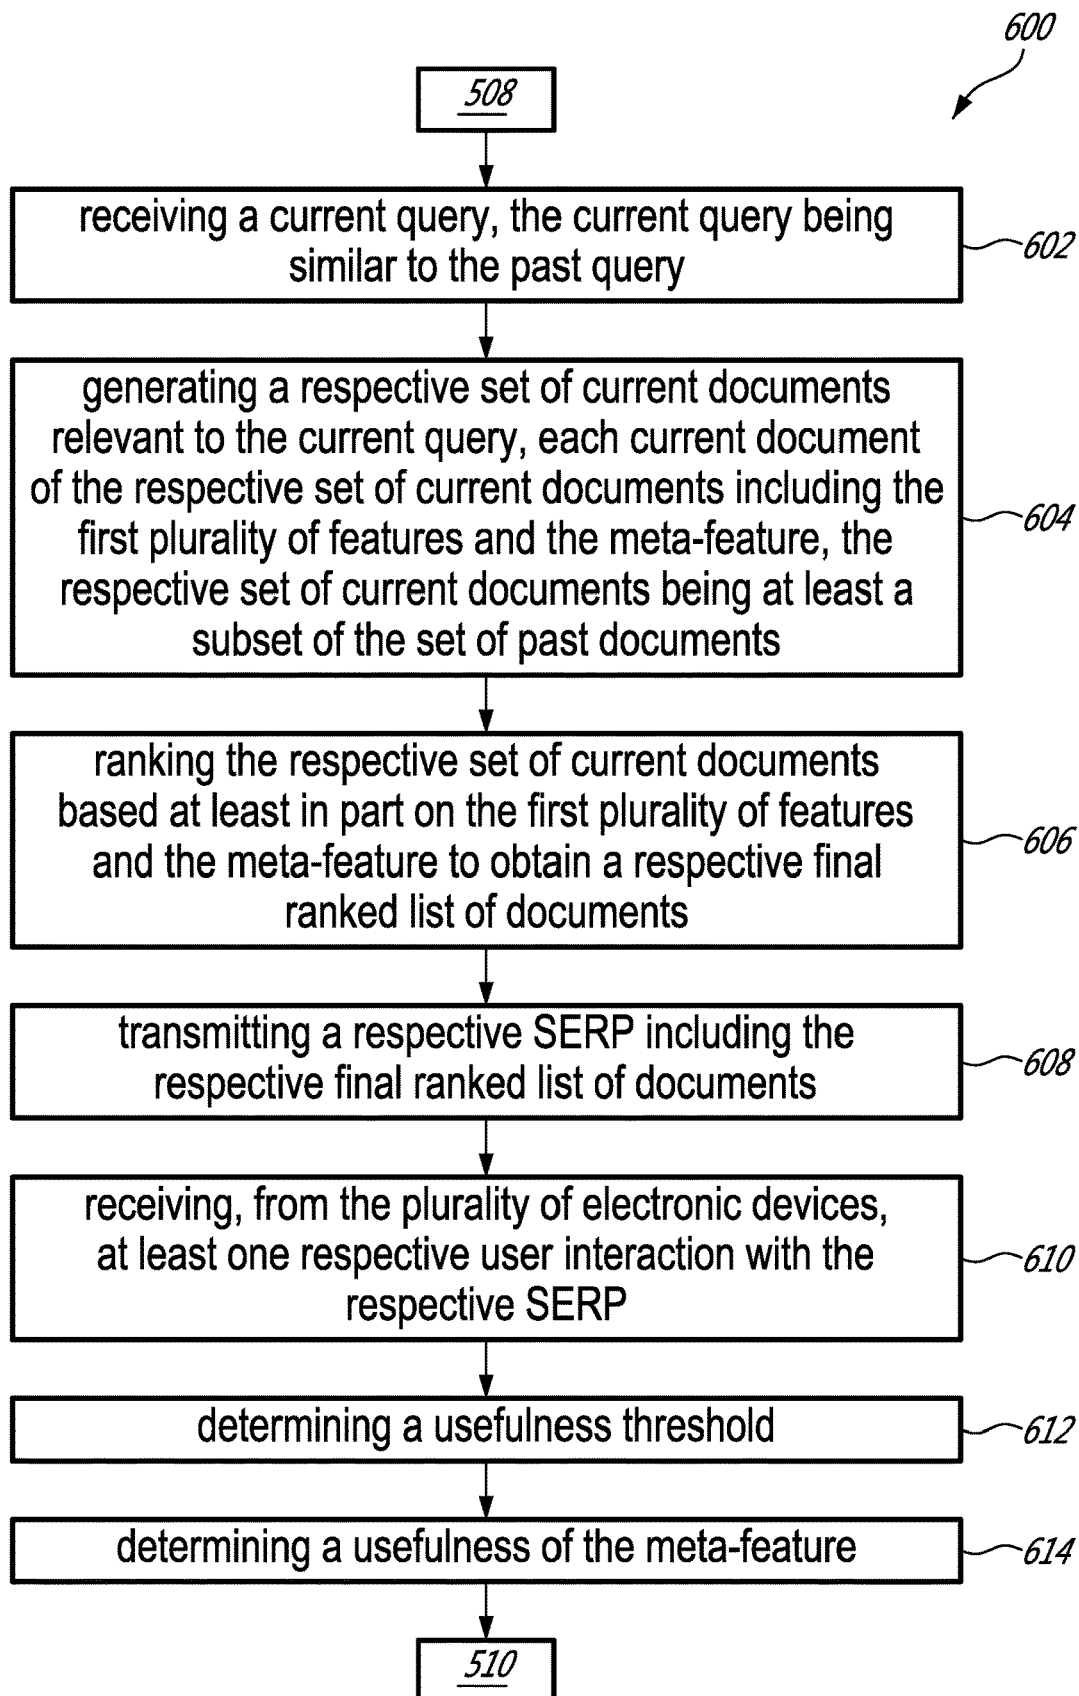 600
508
receiving a current query, the current query being
similar to the past query
602
generating a respective set of current documents
relevant to the current query, each current document
of the respective set of current documents including the
first plurality of features and the meta-feature, the
respective set of current documents being at least a
subset of the set of past documents
604
ranking the respective set of current documents
based at least in part on the first plurality of features
and the meta-feature to obtain a respective final
ranked list of documents
606
transmitting a respective SERP including the
respective final ranked list of documents
608
receiving, from the plurality of electronic devices,
at least one respective user interaction with the
respective SERP
610
determining a usefulness threshold
612
determining a usefulness of the meta-feature
614
510